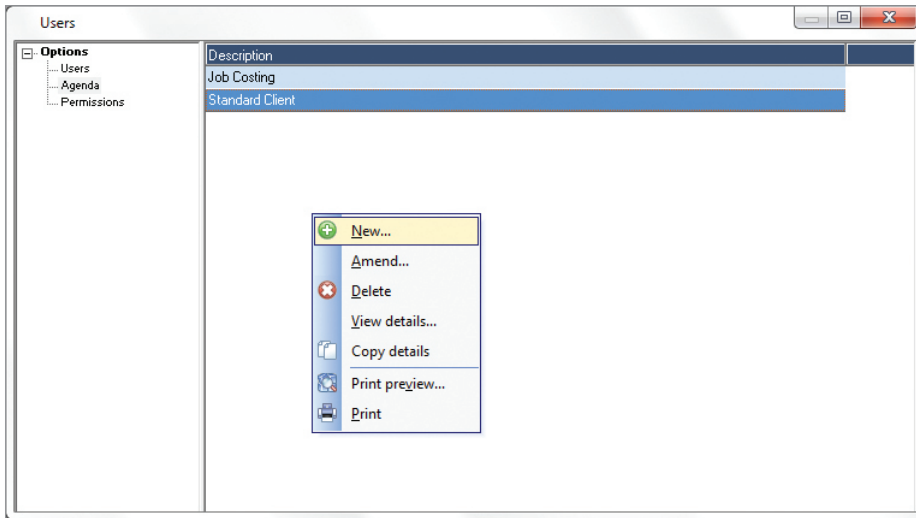 Users
Options
Users
Agenda
Permissions
Description
Job Costing
Standard Client
New...
Amend...
Delete
View details...
Copy details
Print preview...
Print